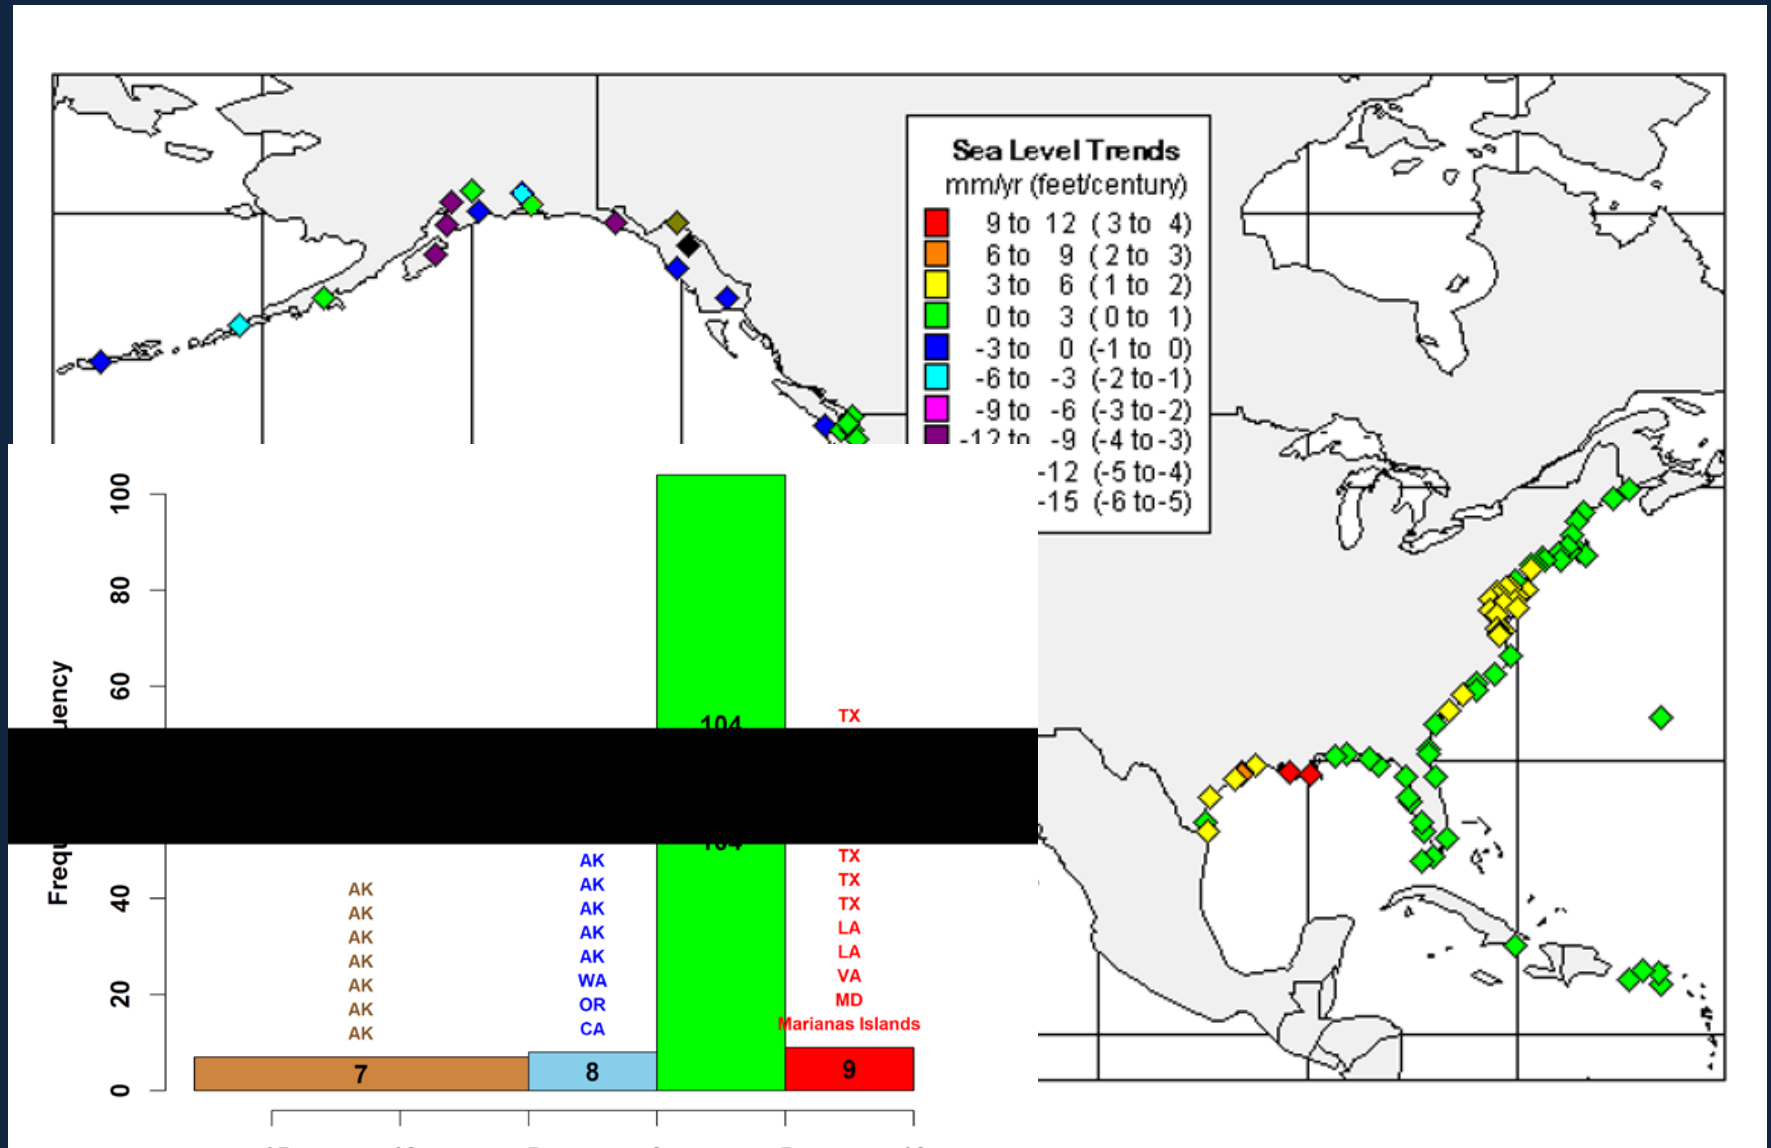 Sea Level Trends
mm/yr (feet/century)
9 to 12 (3 to 4)
6 to 9 (2 to 3)
3 to 6 (1 to 2)
0 to 3 (0 to 1)
-3 to 0 (-1 to 0)
-6 to -3 (-2 to -1)
-9 to -6 (-3 to -2)
-12 to -9 (-4 to -3)
-12 (-5 to -4)
-15 (-6 to -5)
100
80
60
40
20
0
104
TX
TX
TX
TX
LA
LA
VA
MD
Marianas Islands
9
AK
AK
AK
AK
AK
WA
OR
CA
8
AK
AK
AK
AK
AK
AK
AK
7